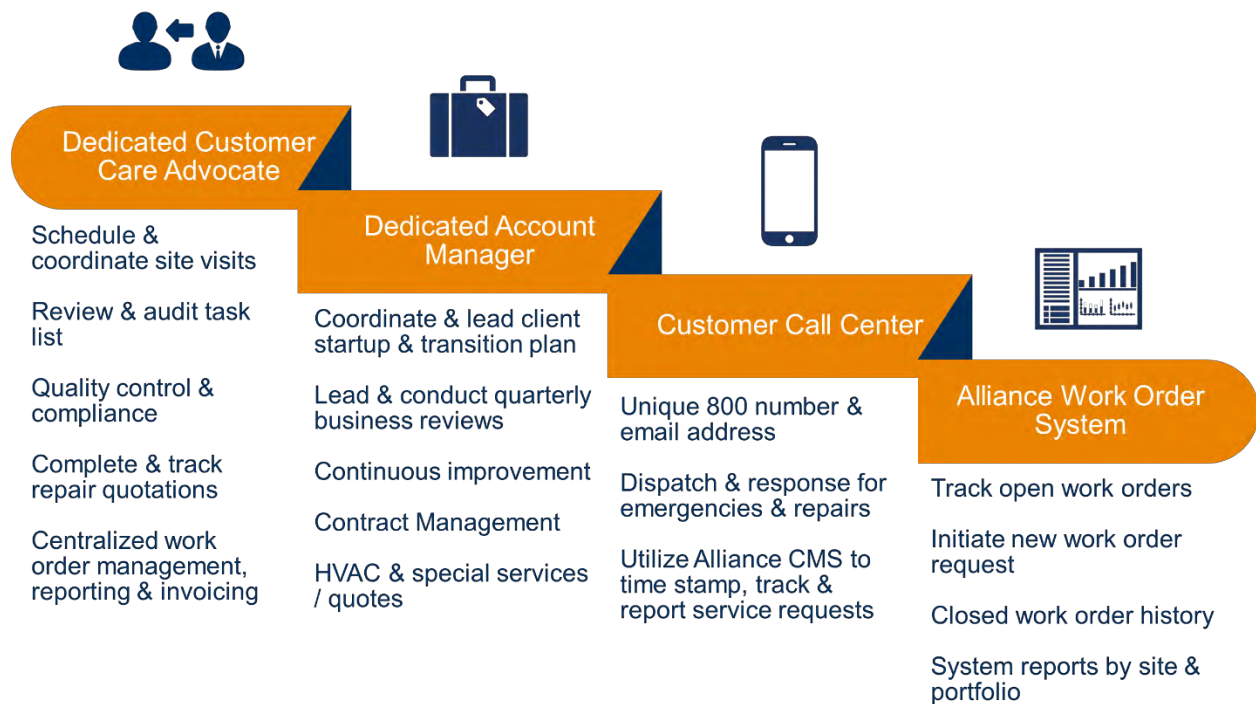 Dedicated Customer
Care Advocate
Schedule &
coordinate site visits
Review & audit task
list
Quality control &
compliance
Complete & track
repair quotations
Centralized work
order management,
reporting & invoicing
Dedicated Account
Manager
Coordinate & lead client
startup & transition plan
Lead & conduct quarterly
business reviews
Continuous improvement
Contract Management
HVAC & special services
/ quotes
Customer Call Center
Unique 800 number &
email address
Dispatch & response for
emergencies & repairs
Utilize Alliance CMS to
time stamp, track &
report service requests
Alliance Work Order
System
Track open work orders
Initiate new work order
request
Closed work order history
System reports by site &
portfolio